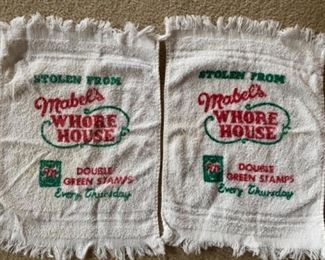 STOLEN FROM
Mabel's
WHORE
HOUSE
m
DOUBLE
GREEN STAMPS
Every Thursday
STOLEN FROM
Mabel's
WHORE
HOUSE
m
DOUBLE
GREEN STAMPS
Every Thursday